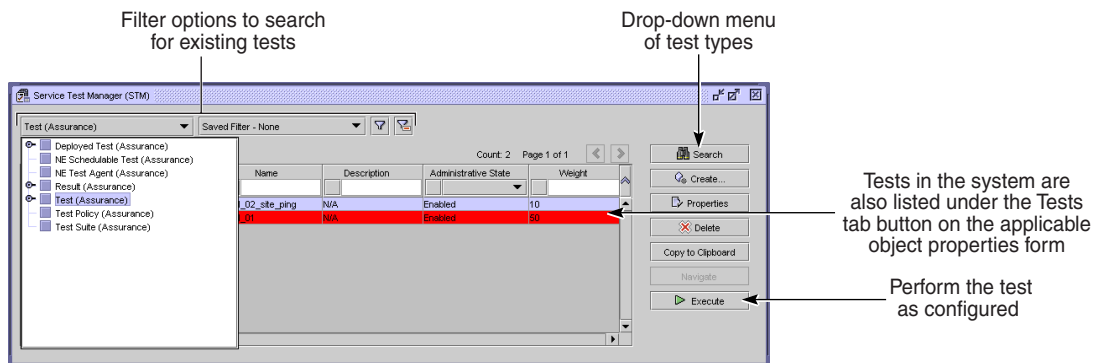 Filter options to search
for existing tests
Drop-down menu
of test types
Service Test Manager (STM)
Test (Assurance)
Saved Filter - None
Deployed Test (Assurance)
NE Schedulable Test (Assurance)
NE Test Agent (Assurance)
Result (Assurance)
Test (Assurance)
Test Policy (Assurance)
Test Suite (Assurance)
Count: 2 Page 1 of 1
Name
Description
Administrative State
Weight
_02_site_ping
N/A
Enabled
10
_01
N/A
Enabled
50
Search
Create...
Properties
Delete
Copy to Clipboard
Navigate
Execute
Tests in the system are
also listed under the Tests
tab button on the applicable
object properties form
Perform the test
as configured